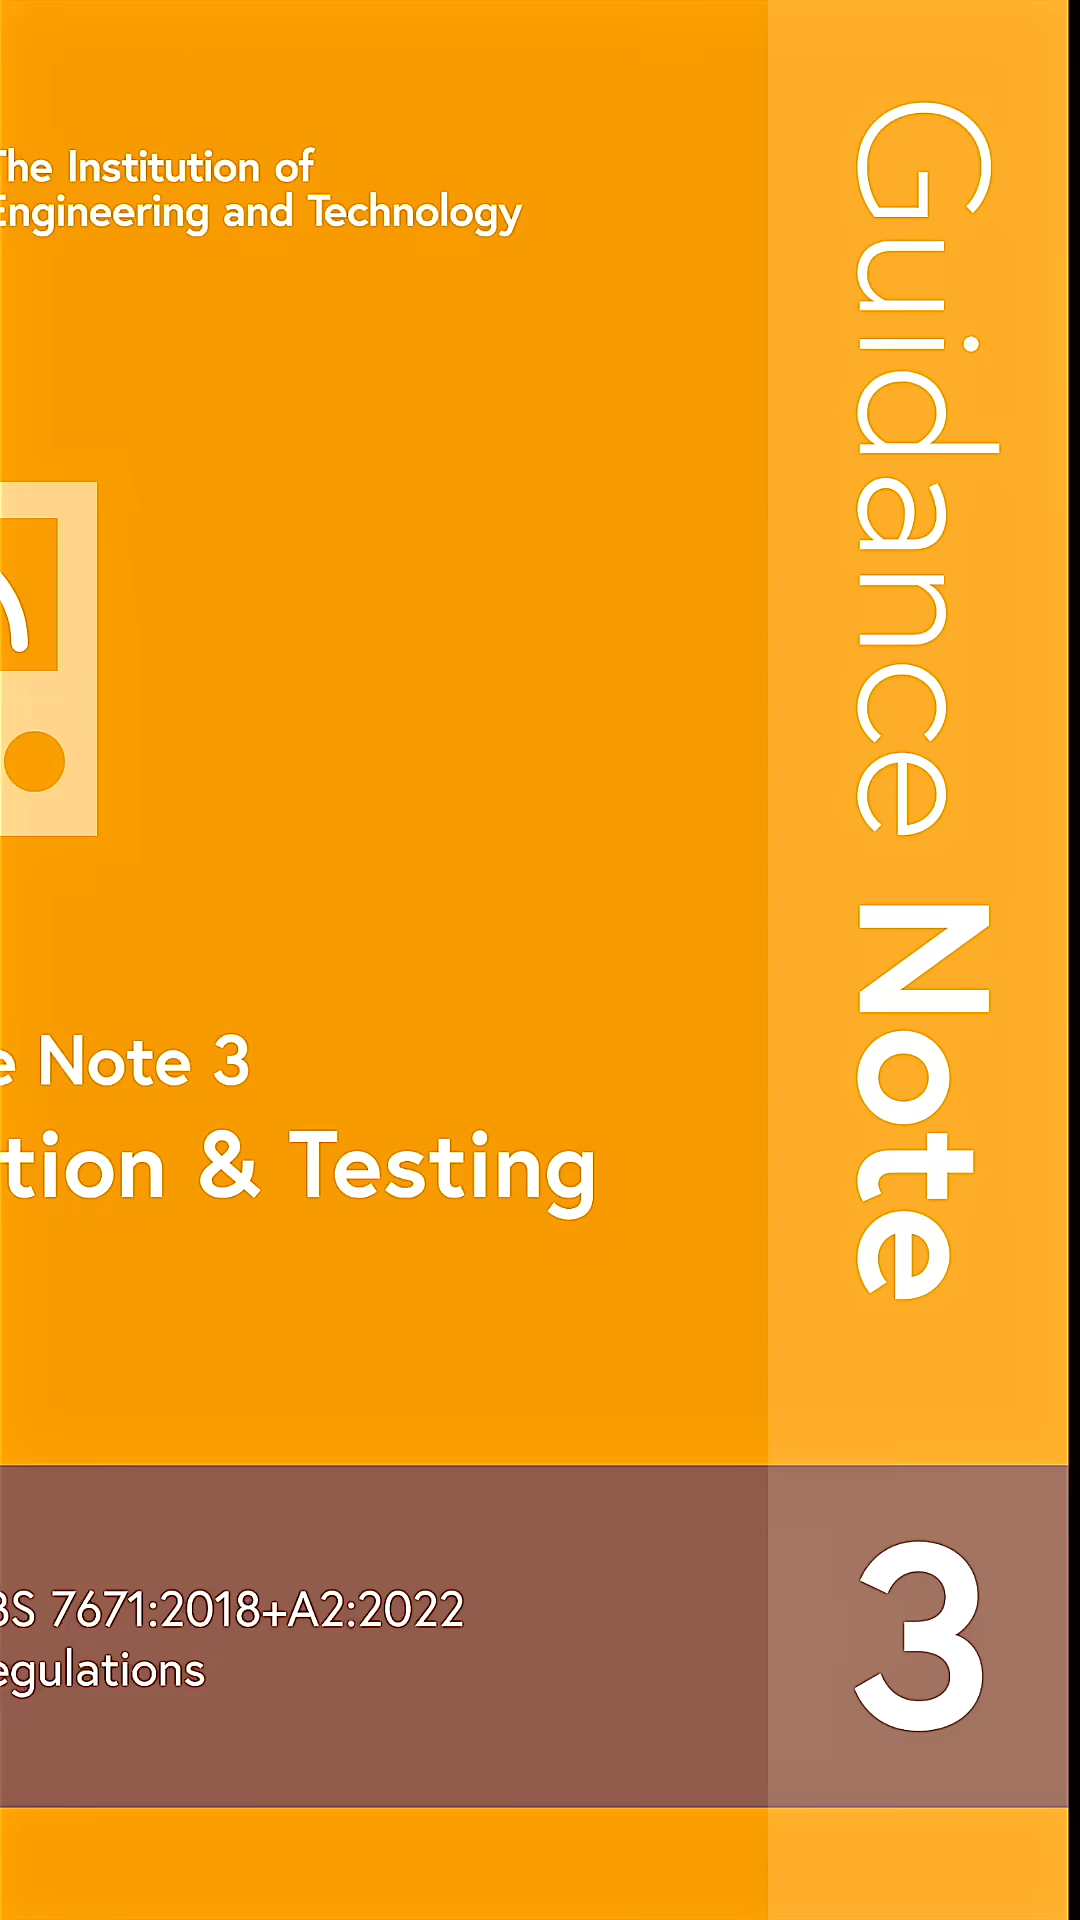 The Institution of
Engineering and Technology
e Note 3
tion & Testing
BS 7671:2018+A2:2022
egulations
Guidance Note
3